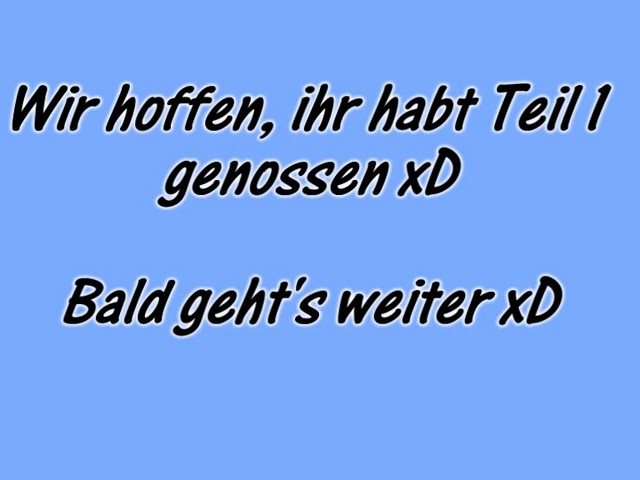 Wir hoffen, ihr habt Teil 1
genossen xD
Bald geht's weiter xD